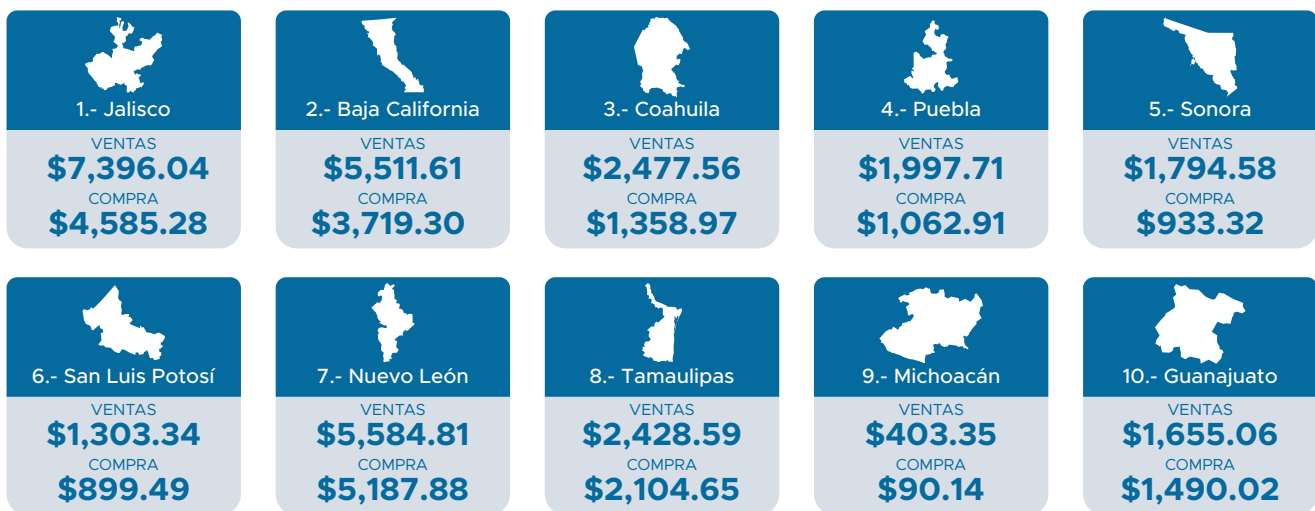 1.- Jalisco
VENTAS
$7,396.04
COMPRA
$4,585.28
2.- Baja California
VENTAS
$5,511.61
COMPRA
$3,719.30
3.- Coahuila
VENTAS
$2,477.56
COMPRA
$1,358.97
4.- Puebla
VENTAS
$1,997.71
COMPRA
$1,062.91
5.- Sonora
VENTAS
$1,794.58
COMPRA
$933.32
6.- San Luis Potosí
VENTAS
$1,303.34
COMPRA
$899.49
7.- Nuevo León
VENTAS
$5,584.81
COMPRA
$5,187.88
8.- Tamaulipas
VENTAS
$2,428.59
COMPRA
$2,104.65
9.- Michoacán
VENTAS
$403.35
COMPRA
$90.14
10.- Guanajuato
VENTAS
$1,655.06
COMPRA
$1,490.02